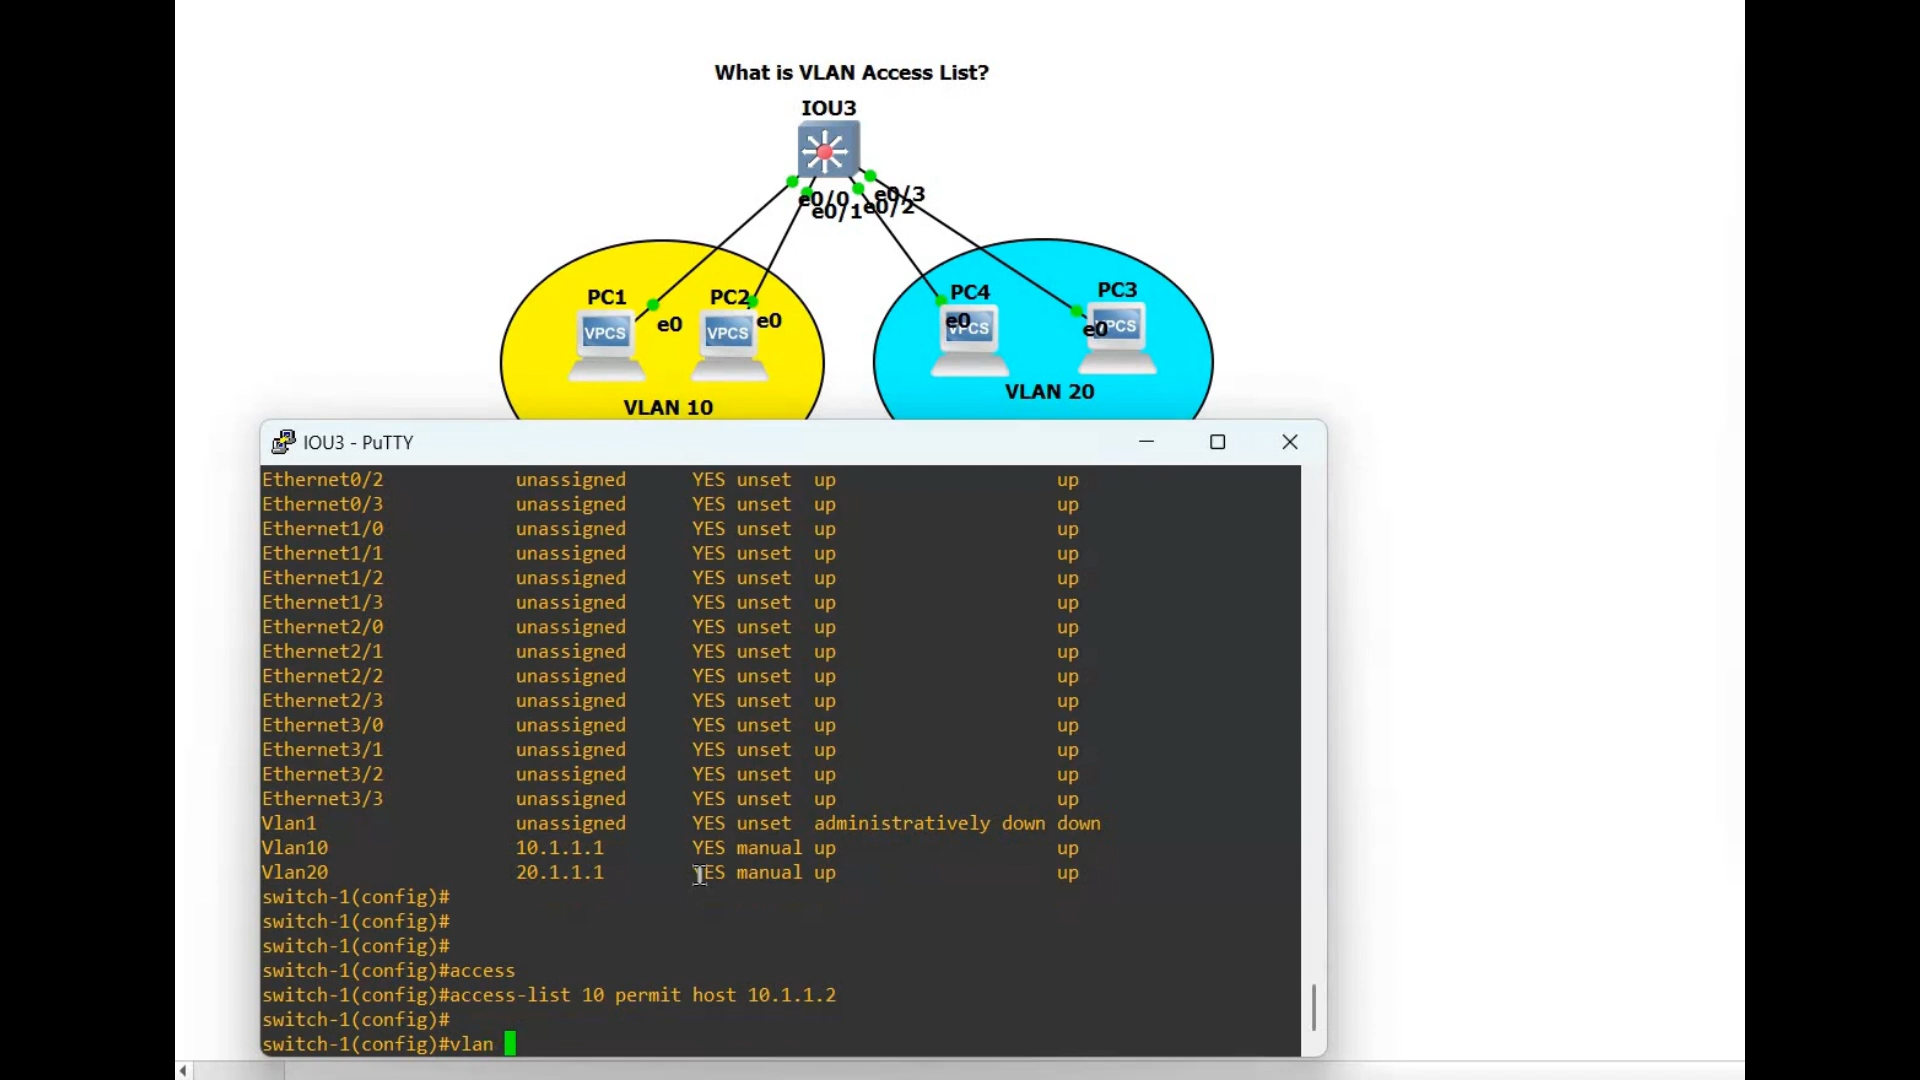 What is VLAN Access List?
IOU3
e0/0
e0/1
e0/2
e0/3
PC1
PC2
PC4
PC3
e0
e0
e0
e0
VPCS
VPCS
VPCS
VPCS
VLAN 10
VLAN 20
IOU3 - PuTTY
Ethernet0/2 unassigned YES unset up up
Ethernet0/3 unassigned YES unset up up
Ethernet1/0 unassigned YES unset up up
Ethernet1/1 unassigned YES unset up up
Ethernet1/2 unassigned YES unset up up
Ethernet1/3 unassigned YES unset up up
Ethernet2/0 unassigned YES unset up up
Ethernet2/1 unassigned YES unset up up
Ethernet2/2 unassigned YES unset up up
Ethernet2/3 unassigned YES unset up up
Ethernet3/0 unassigned YES unset up up
Ethernet3/1 unassigned YES unset up up
Ethernet3/2 unassigned YES unset up up
Ethernet3/3 unassigned YES unset up up
Vlan1 unassigned YES unset administratively down down
Vlan10 10.1.1.1 YES manual up up
Vlan20 20.1.1.1 YES manual up up
switch-1(config)#
switch-1(config)#
switch-1(config)#
switch-1(config)#access
switch-1(config)#access-list 10 permit host 10.1.1.2
switch-1(config)#
switch-1(config)#vlan